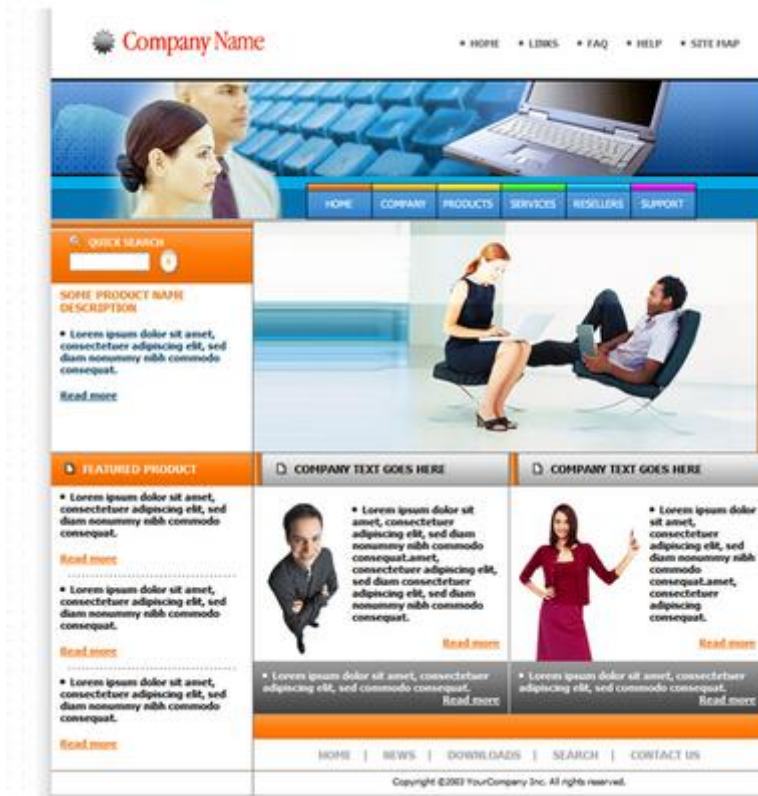 Company Name
• HOME • LINKS • FAQ • HELP • SITE MAP
HOME COMPANY PRODUCTS SERVICES RESELLERS SUPPORT
QUICK SEARCH
SOME PRODUCT NAME
DESCRIPTION
• Lorem ipsum dolor sit amet,
consectetuer adipiscing elit, sed
diam nonummy nibh commodo
consequat.
Read more
FEATURED PRODUCT
• Lorem ipsum dolor sit amet,
consectetuer adipiscing elit, sed
diam nonummy nibh commodo
consequat.
Read more
• Lorem ipsum dolor sit amet,
consectetuer adipiscing elit, sed
diam nonummy nibh commodo
consequat.
Read more
• Lorem ipsum dolor sit amet,
consectetuer adipiscing elit, sed
diam nonummy nibh commodo
consequat.
Read more
COMPANY TEXT GOES HERE
• Lorem ipsum dolor sit
amet, consectetuer
adipiscing elit, sed diam
nonummy nibh commodo
consequat.amet,
consectetuer adipiscing elit,
sed diam consectetuer
adipiscing elit, sed diam
nonummy nibh commodo
consequat.
Read more
• Lorem ipsum dolor sit amet, consectetuer
adipiscing elit, sed commodo consequat.
Read more
COMPANY TEXT GOES HERE
• Lorem ipsum dolor
sit amet,
consectetuer
adipiscing elit, sed
diam nonummy nibh
commodo
consequat.amet,
consectetuer
adipiscing
consequat.
Read more
• Lorem ipsum dolor sit amet, consectetuer
adipiscing elit, sed commodo consequat.
Read more
HOME | NEWS | DOWNLOADS | SEARCH | CONTACT US
Copyright ©2003 YourCompany Inc. All rights reserved.